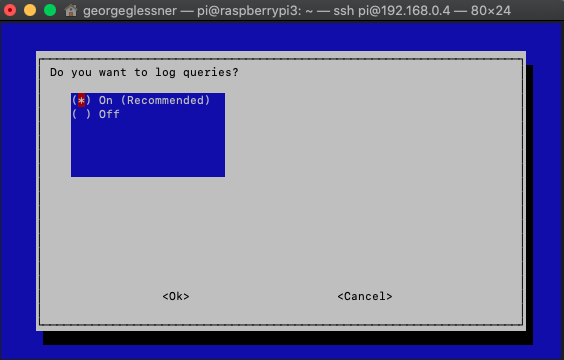 georgeglessner — pi@raspberrypi3: ~ — ssh pi@192.168.0.4 — 80×24
Do you want to log queries?
(*) On (Recommended)
( ) Off
<Ok> <Cancel>